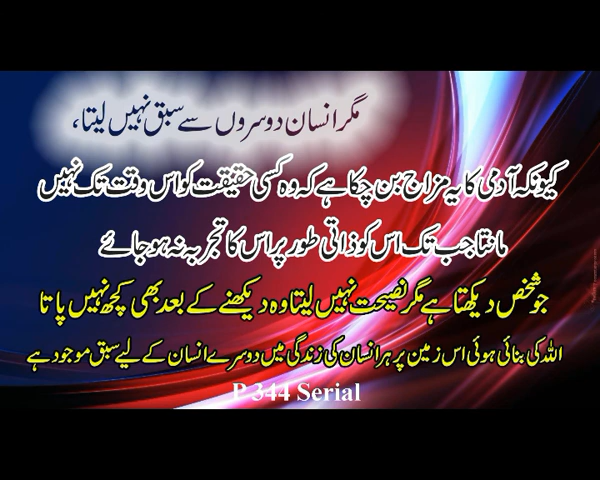 مگر انسان دوسروں سے سبق نہیں لیتا،
کیونکہ آدمی کا یہ مزاج بن چکا ہے کہ وہ کسی حقیقت کو اس وقت تک نہیں
مانتا جب تک اس کو ذاتی طور پر اس کا تجربہ نہ ہو جائے
جو شخص دیکھتا ہے مگر نصیحت نہیں لیتا وہ دیکھنے کے بعد بھی کچھ نہیں پاتا
اللہ کی بنائی ہوئی اس زمین پر ہر انسان کی زندگی میں دوسرے انسان کے لیے سبق موجود ہے
P 344 Serial